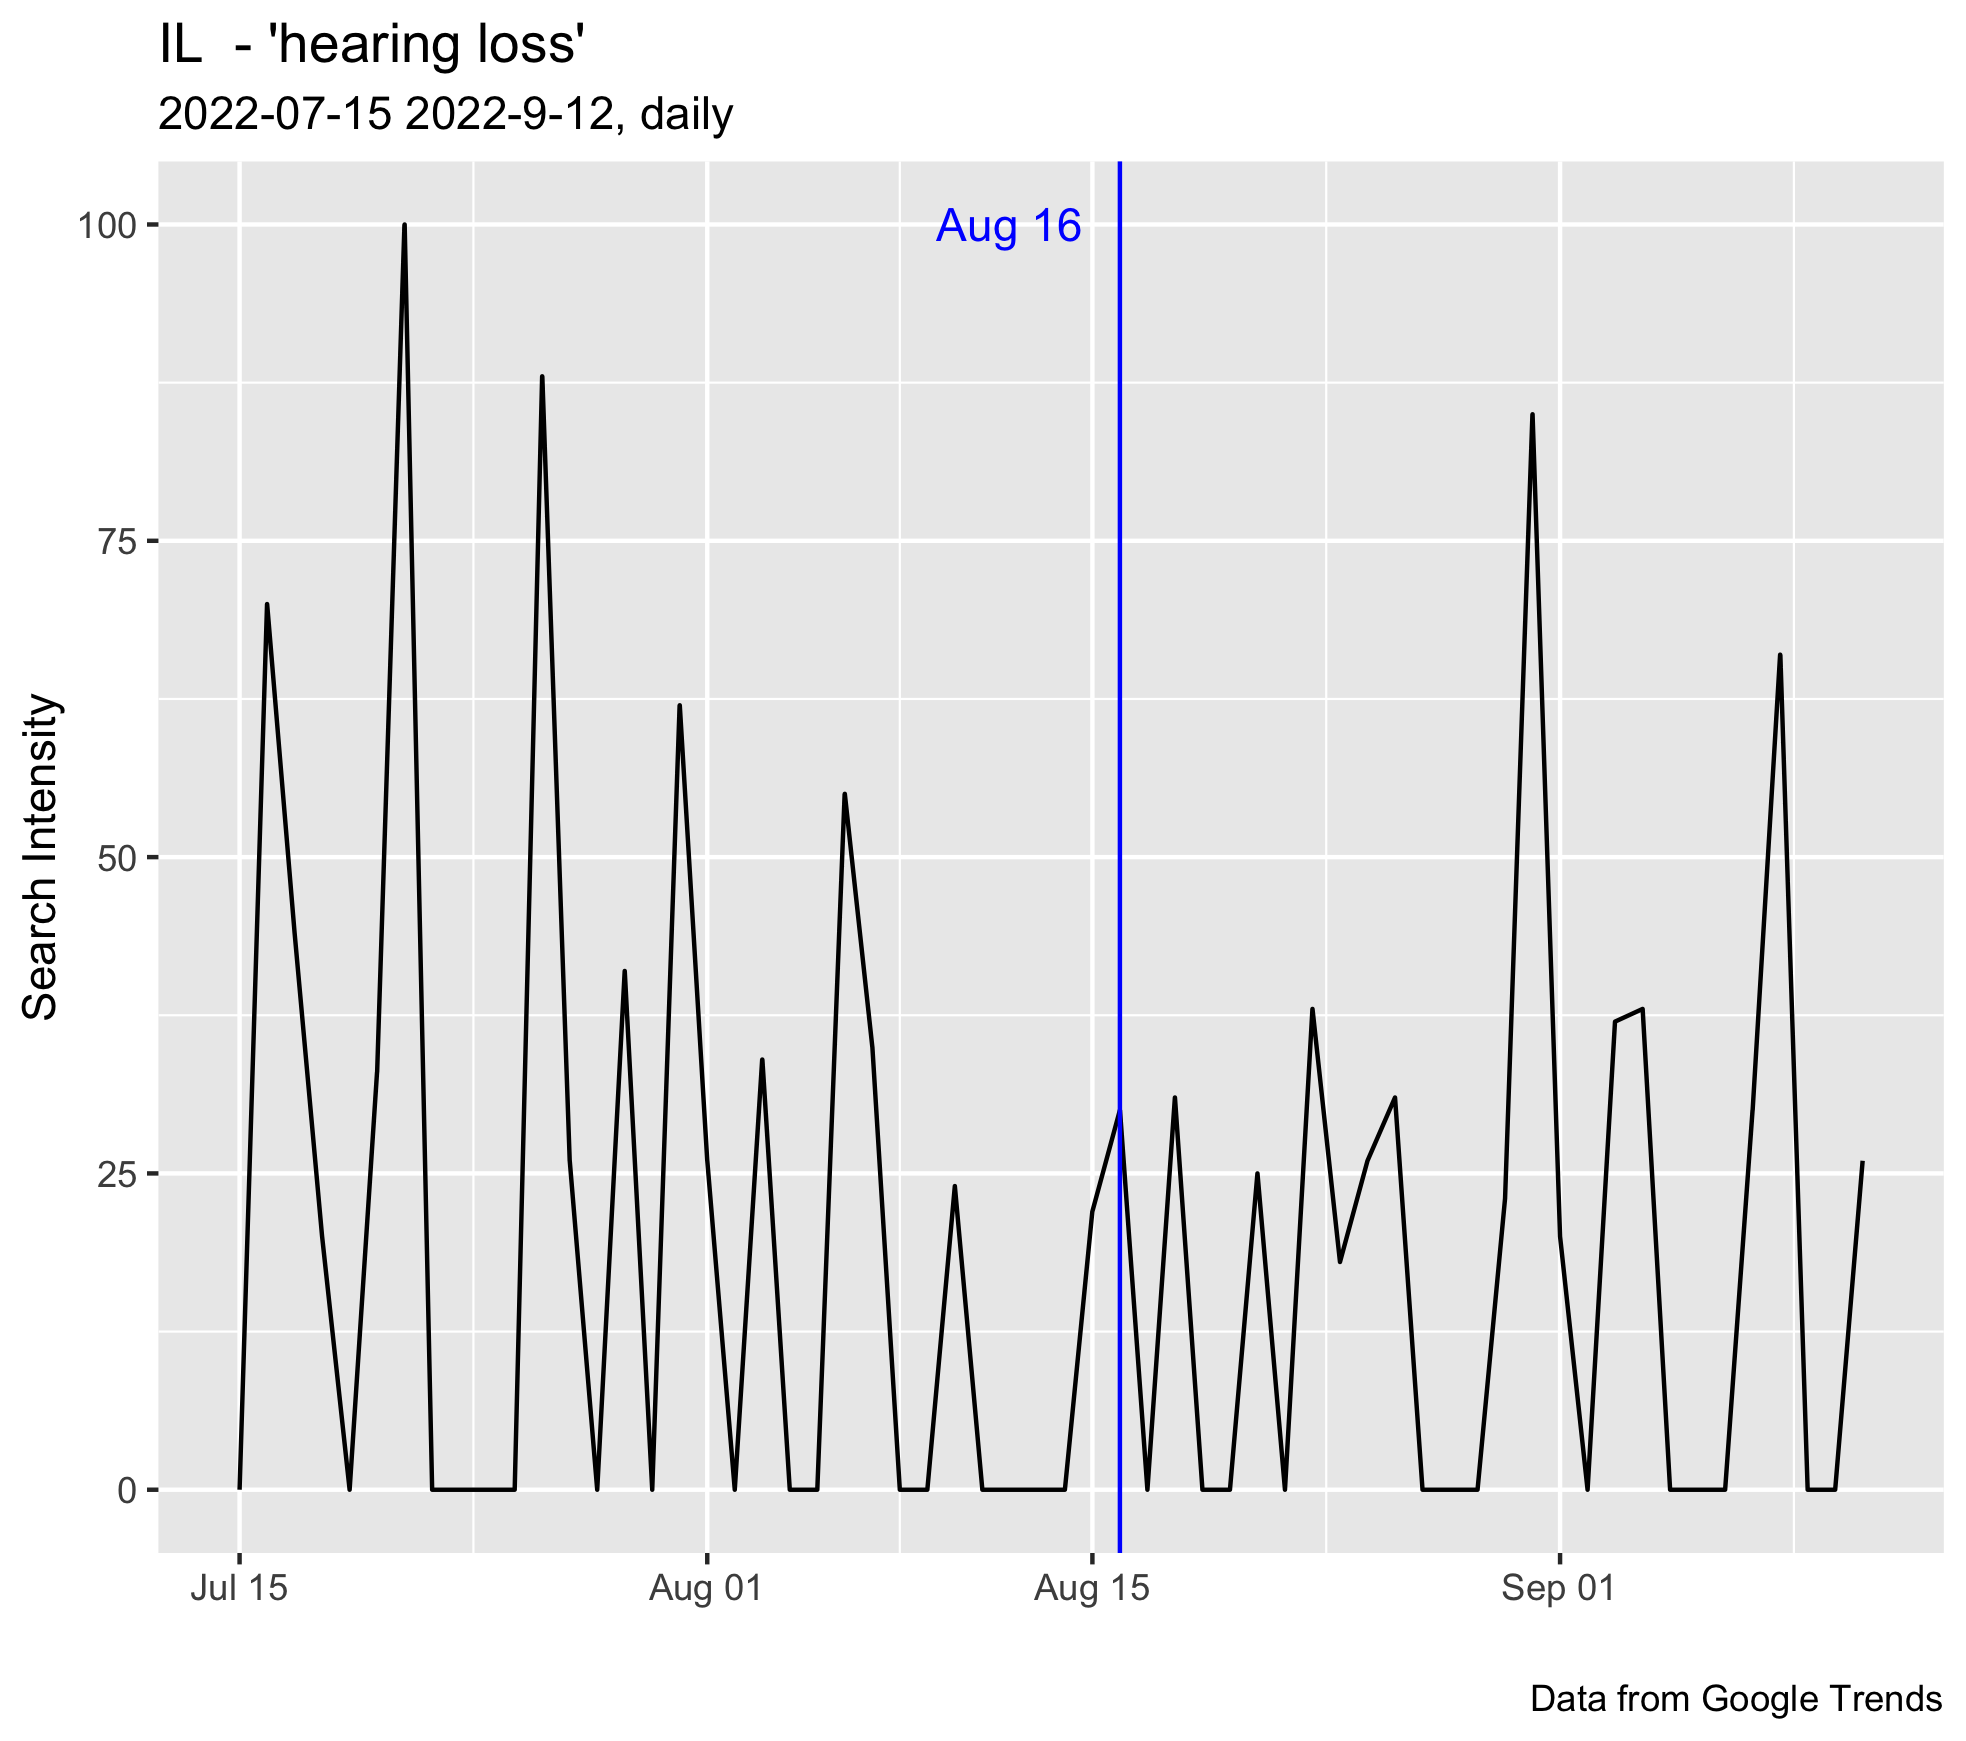 IL  - 'hearing loss'
2022-07-15 2022-9-12, daily
Search Intensity
100
75
50
25
0
Aug 16
Jul 15
Aug 01
Aug 15
Sep 01
Data from Google Trends